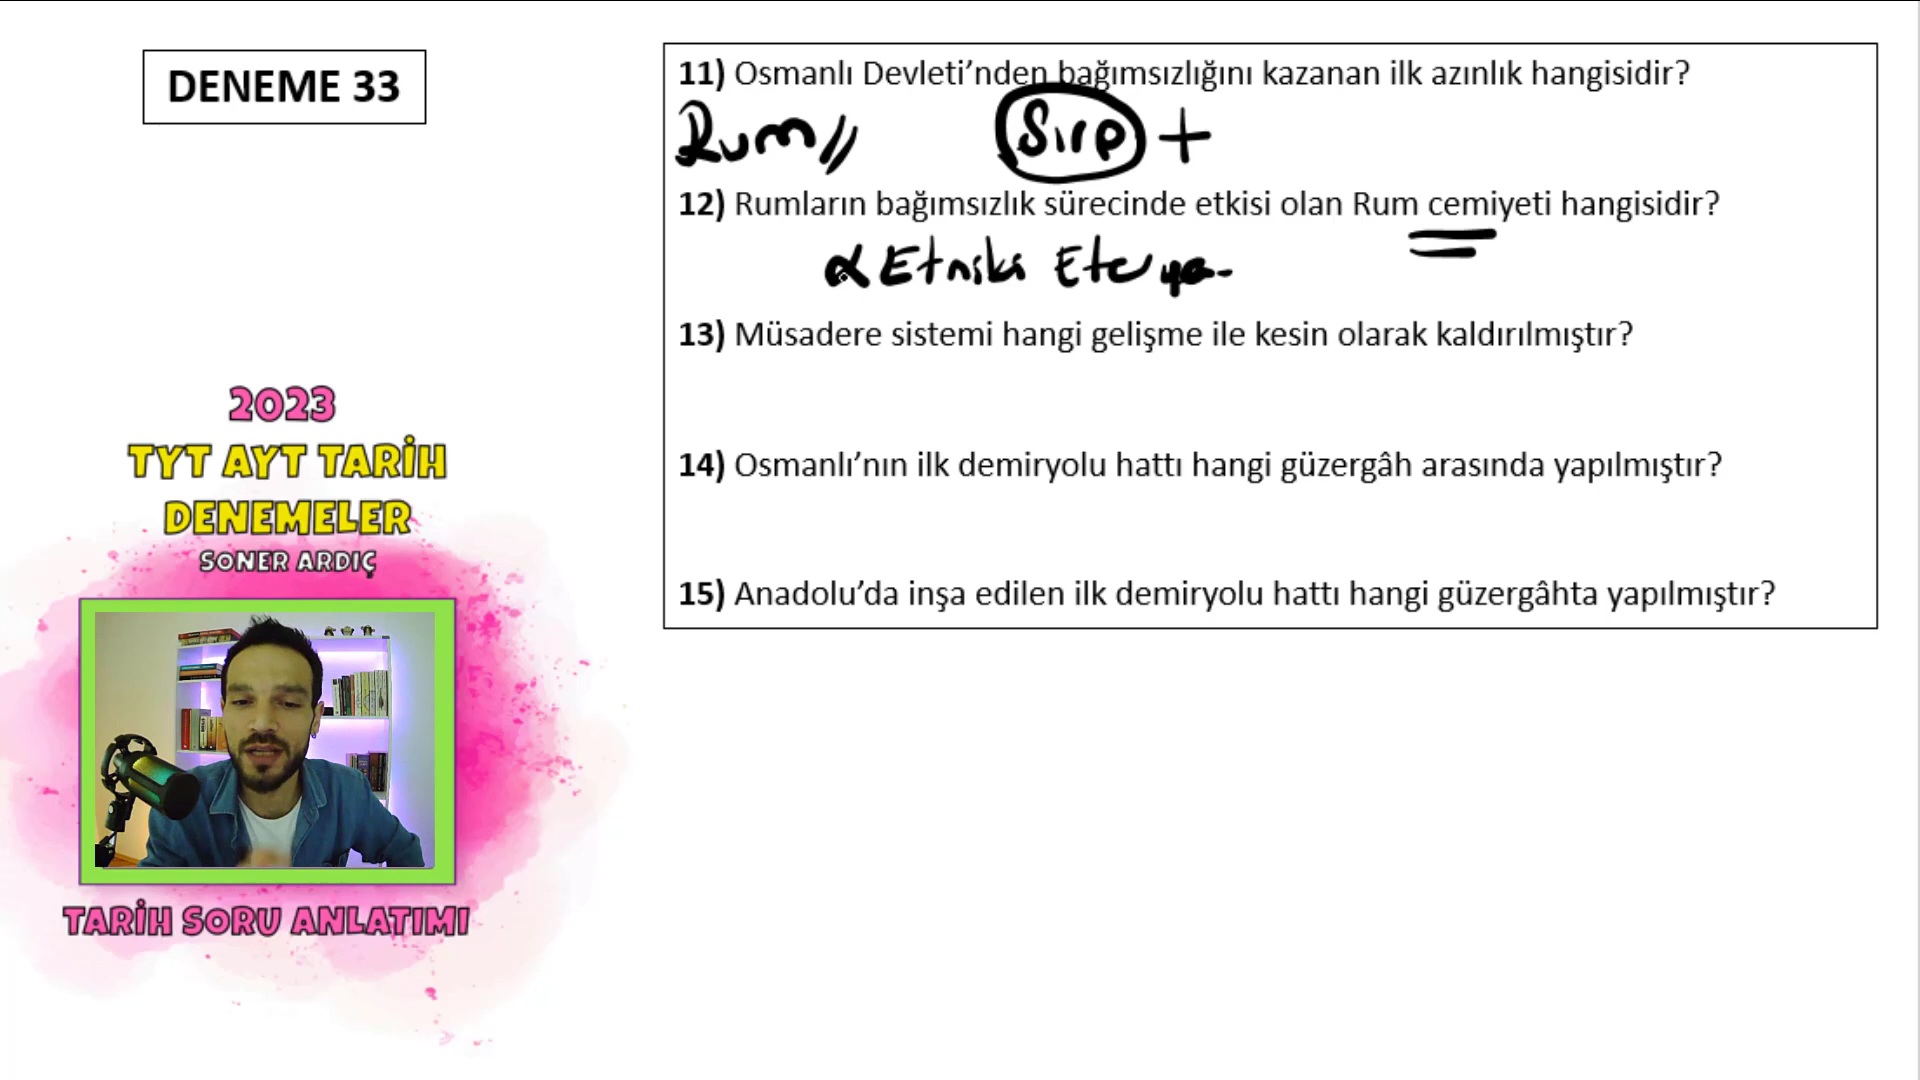 DENEME 33
11) Osmanlı Devleti’nden bağımsızlığını kazanan ilk azınlık hangisidir?
Rum // Sırp +
12) Rumların bağımsızlık sürecinde etkisi olan Rum cemiyeti hangisidir?
Etniki Eterya
13) Müsadere sistemi hangi gelişme ile kesin olarak kaldırılmıştır?
14) Osmanlı’nın ilk demiryolu hattı hangi güzergâh arasında yapılmıştır?
15) Anadolu’da inşa edilen ilk demiryolu hattı hangi güzergâhta yapılmıştır?
2023
TYT AYT TARİH
DENEMELER
SONER ARDIÇ
TARİH SORU ANLATIMI